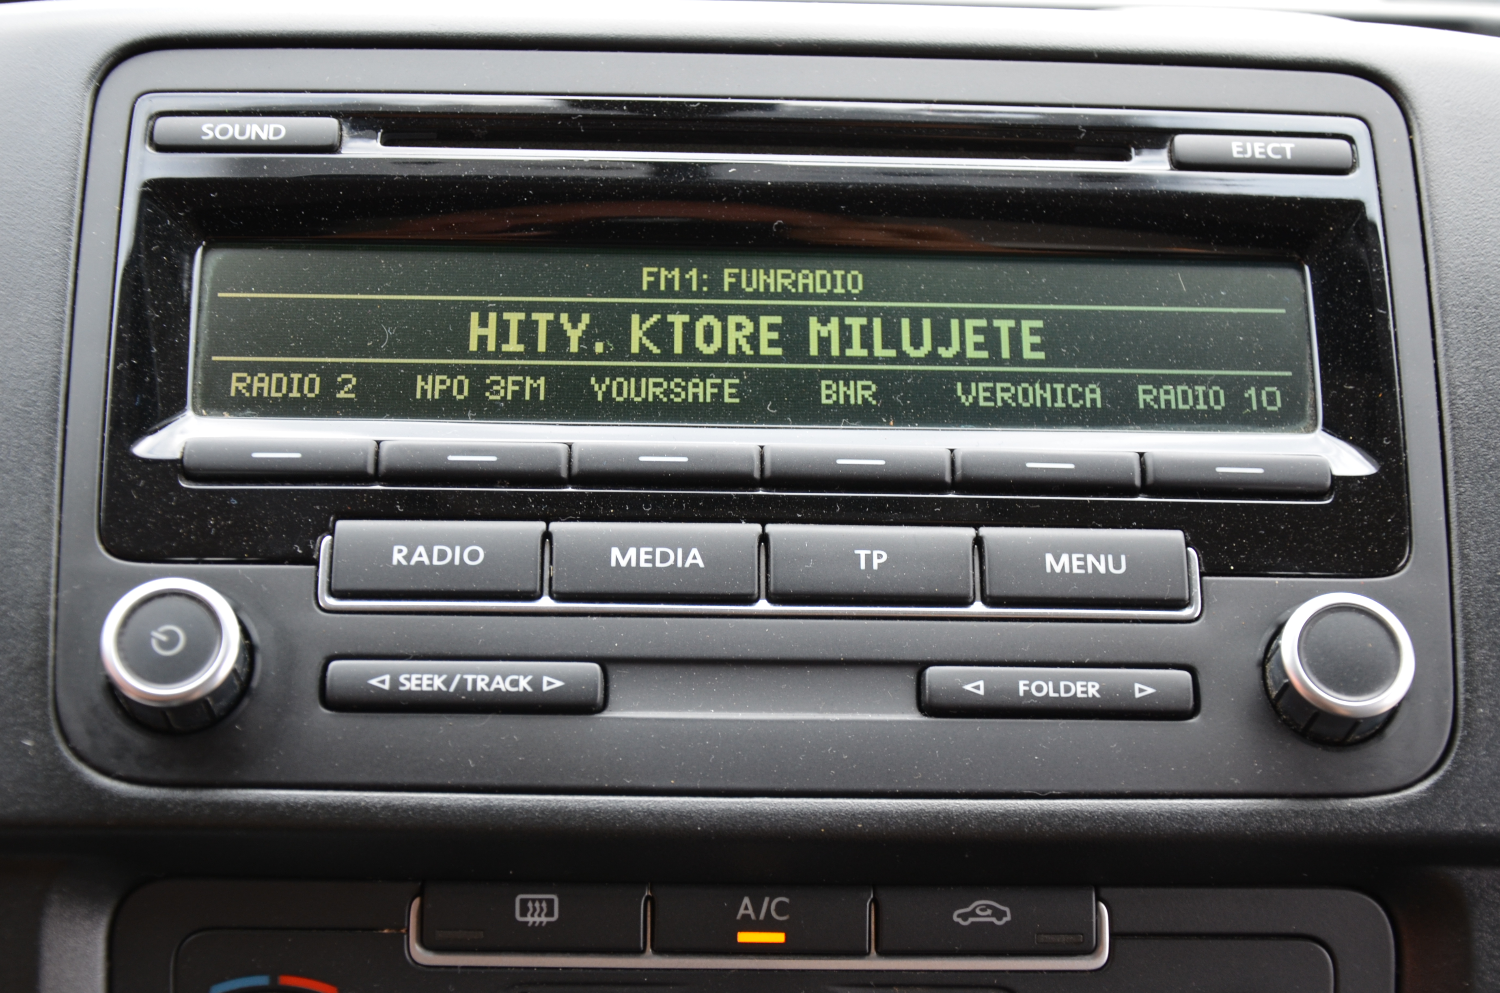 SOUND
EJECT
FM1: FUNRADIO
HITY. KTORE MILUJETE
RADIO 2 NPO 3FM YOURSAFE BNR VERONICA RADIO 10
RADIO MEDIA TP MENU
SEEK/TRACK FOLDER
A/C